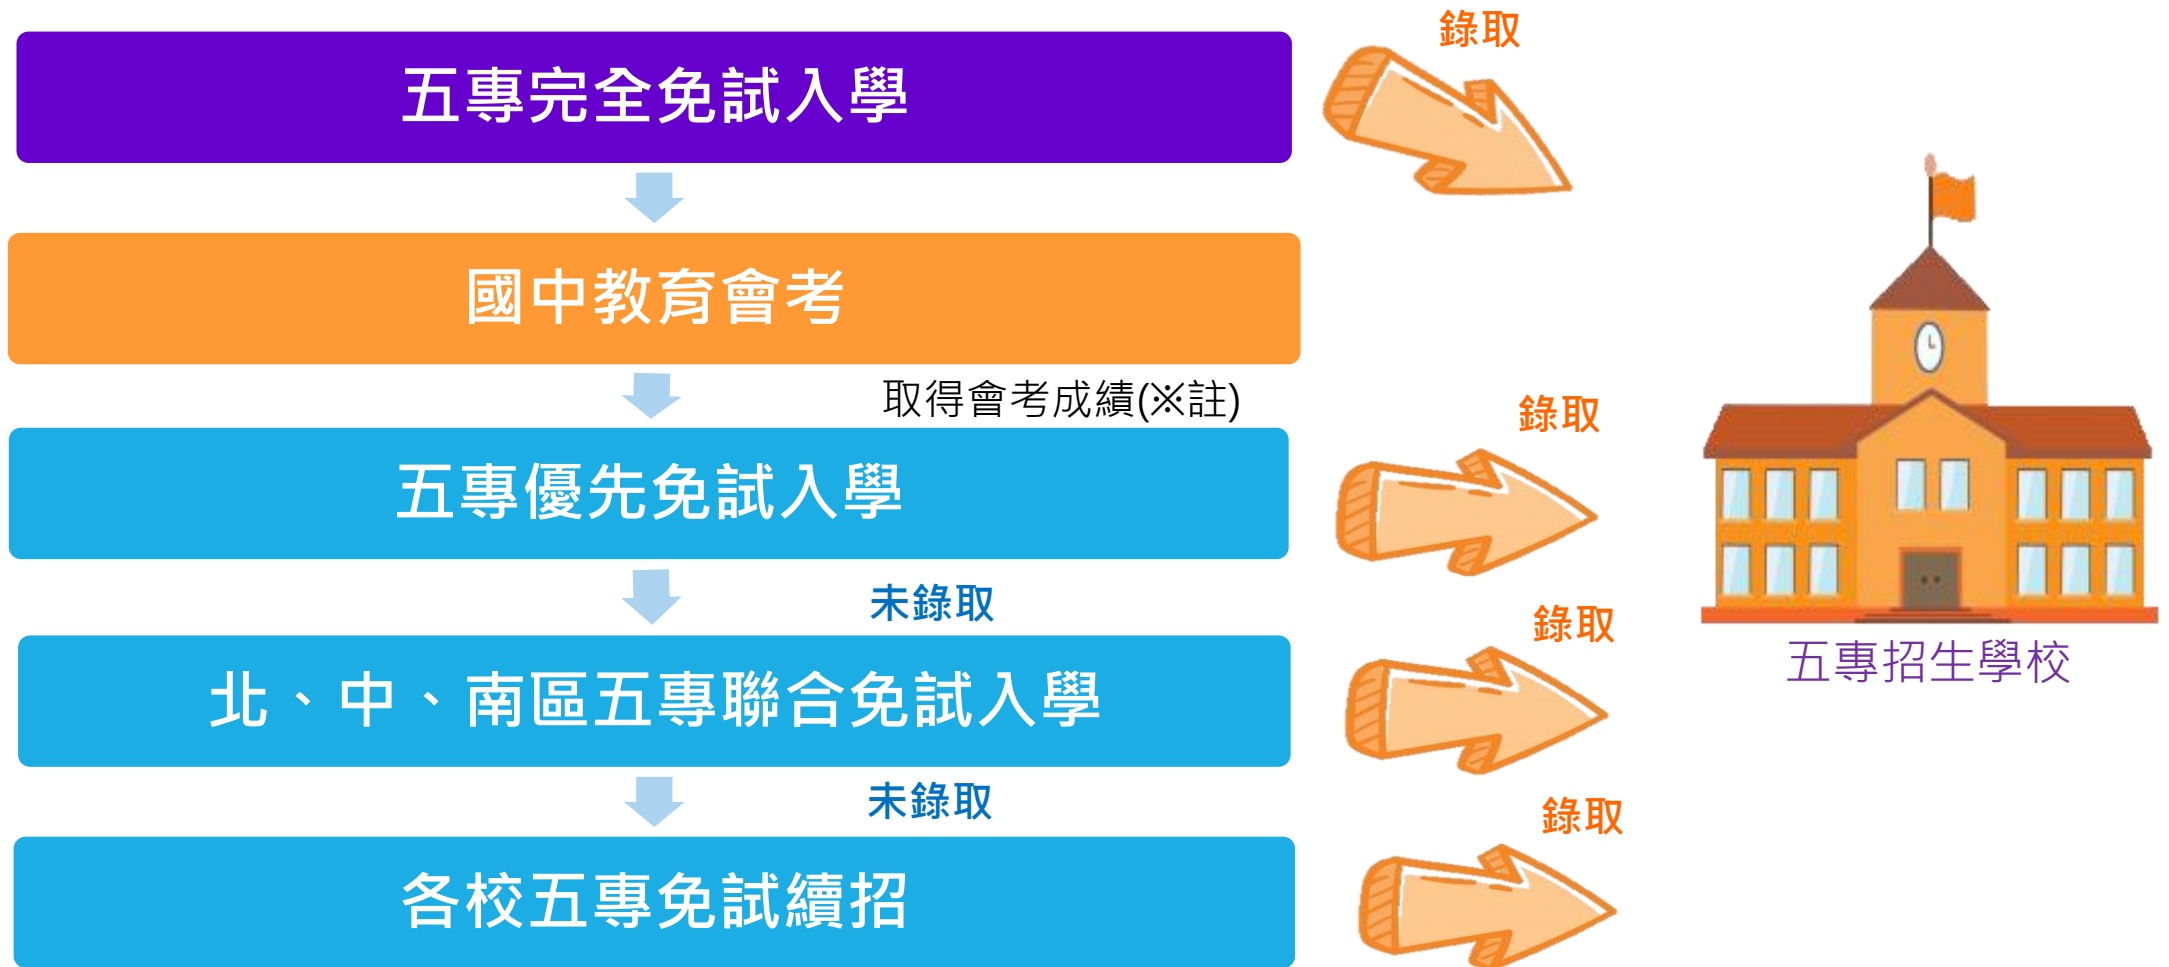 錄取
五專完全免試入學
國中教育會考
取得會考成績(※註)
錄取
五專優先免試入學
未錄取
錄取
五專招生學校
北、中、南區五專聯合免試入學
未錄取
錄取
各校五專免試續招